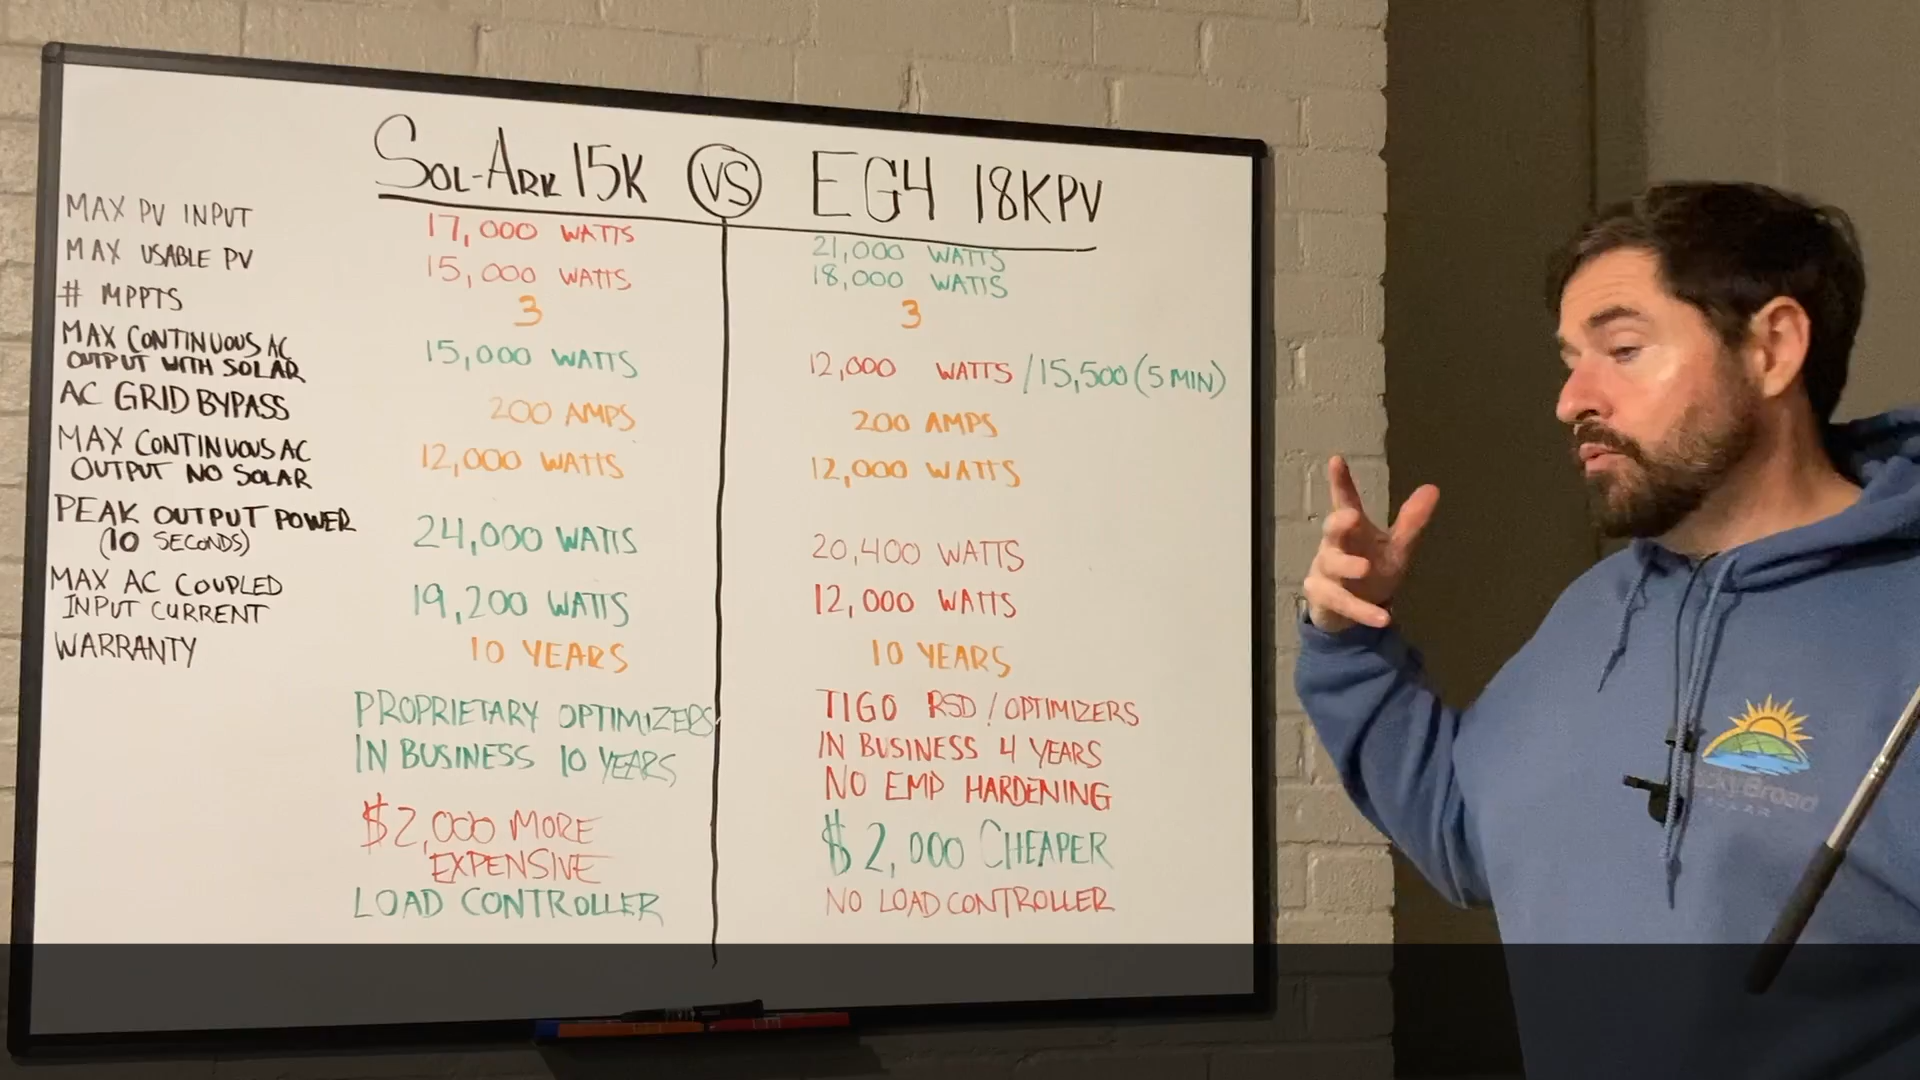 SOL-ARK 15K VS EG4 18KPV
MAX PV INPUT 17,000 WATTS 21,000 WATTS
MAX USABLE PV 15,000 WATTS 18,000 WATTS
# MPPTS 3 3
MAX CONTINUOUS AC
OUTPUT WITH SOLAR 15,000 WATTS 12,000 WATTS / 15,500 (5 MIN)
AC GRID BYPASS 200 AMPS 200 AMPS
MAX CONTINUOUS AC
OUTPUT NO SOLAR 12,000 WATTS 12,000 WATTS
PEAK OUTPUT POWER
(10 SECONDS) 24,000 WATTS 20,400 WATTS
MAX AC COUPLED
INPUT CURRENT 19,200 WATTS 12,000 WATTS
WARRANTY 10 YEARS 10 YEARS
PROPRIETARY OPTIMIZERS TIGO RSD / OPTIMIZERS
IN BUSINESS 10 YEARS IN BUSINESS 4 YEARS
NO EMP HARDENING
$2,000 MORE
EXPENSIVE
$2,000 CHEAPER
LOAD CONTROLLER NO LOAD CONTROLLER
Broad